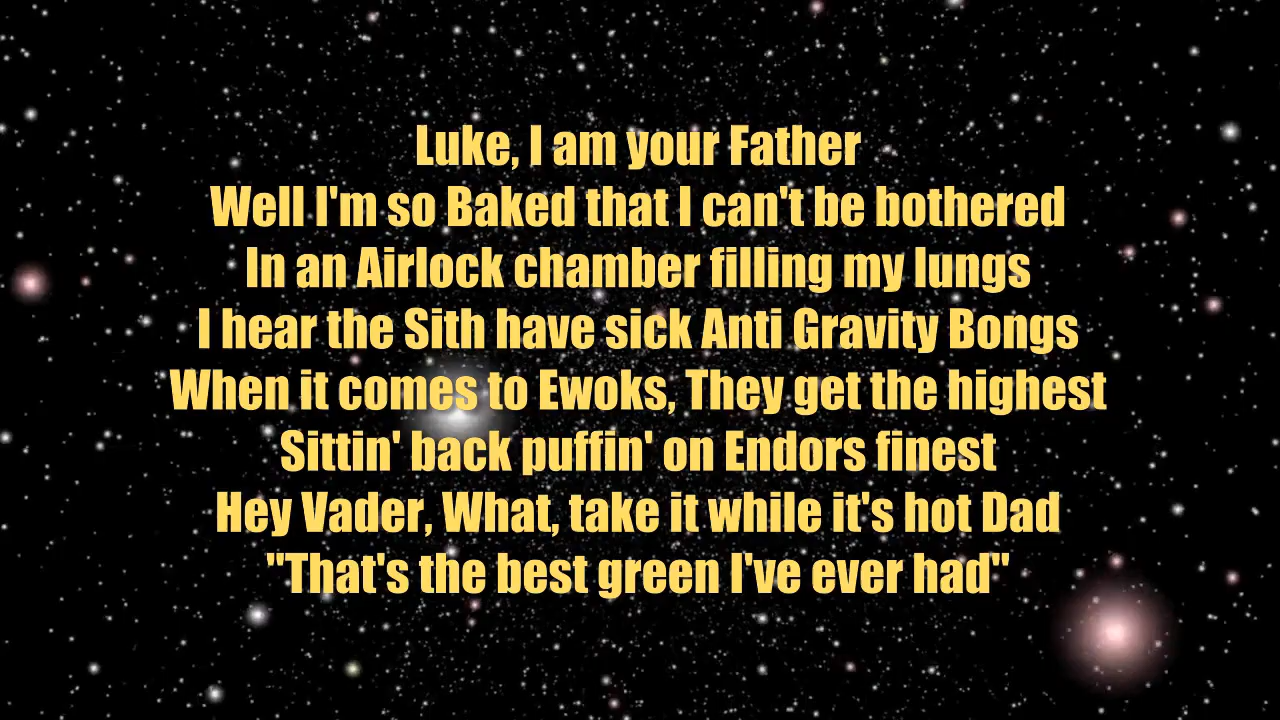 Luke, I am your Father
Well I'm so Baked that I can't be bothered
In an Airlock chamber filling my lungs
I hear the Sith have sick Anti Gravity Bongs
When it comes to Ewoks, They get the highest
Sittin' back puffin' on Endors finest
Hey Vader, What, take it while it's hot Dad
"That's the best green I've ever had"